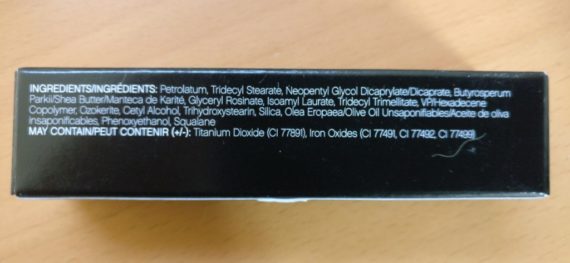 INGREDIENTS/INGRÉDIENTS: Petrolatum, Tridecyl Stearate, Neopentyl Glycol Dicaprylate/Dicaprate, Butyrosperum
Parkii/Shea Butter/Manteca de Karité, Glyceryl Rosinate, Isoamyl Laurate, Tridecyl Trimellitate, VP/Hexadecene
Copolymer, Ozokerite, Cetyl Alcohol, Trihydroxystearin, Silica, Olea Eropaea/Olive Oil Unsaponifiables/Aceite de oliva
insaponificables, Phenoxyethanol, Squalane
MAY CONTAIN/PEUT CONTENIR (+/-): Titanium Dioxide (CI 77891), Iron Oxides (CI 77491, CI 77492, CI 77499)